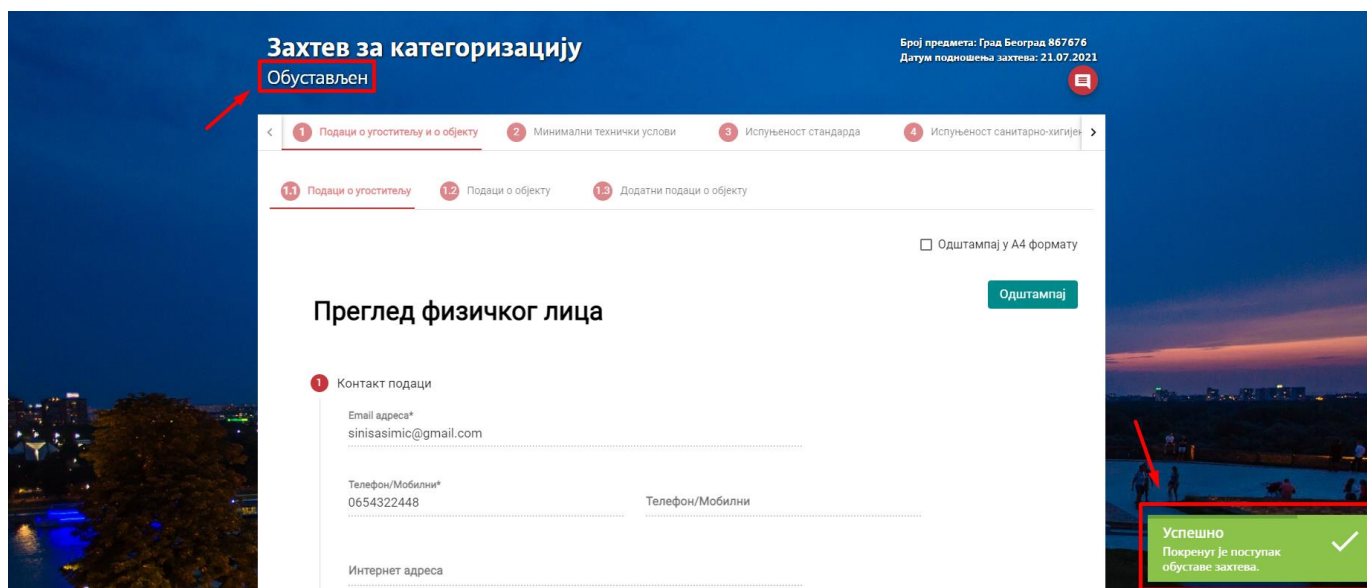 Захтев за категоризацију
Обустављен
Број предмета: Град Београд 867676
Датум подношења захтева: 21.07.2021
1 Подаци о угоститељу и о објекту
2 Минимални технички услови
3 Испуњеност стандарда
4 Испуњеност санитарно-хигијен
1.1 Подаци о угоститељу
1.2 Подаци о објекту
1.3 Додатни подаци о објекту
Одштампај у А4 формату
Одштампај
Преглед физичког лица
1 Контакт подаци
Email адреса*
sinisasimic@gmail.com
Телефон/Мобилни*
0654322448
Телефон/Мобилни
Интернет адреса
Успешно
Покренут је поступак
обуставе захтева.